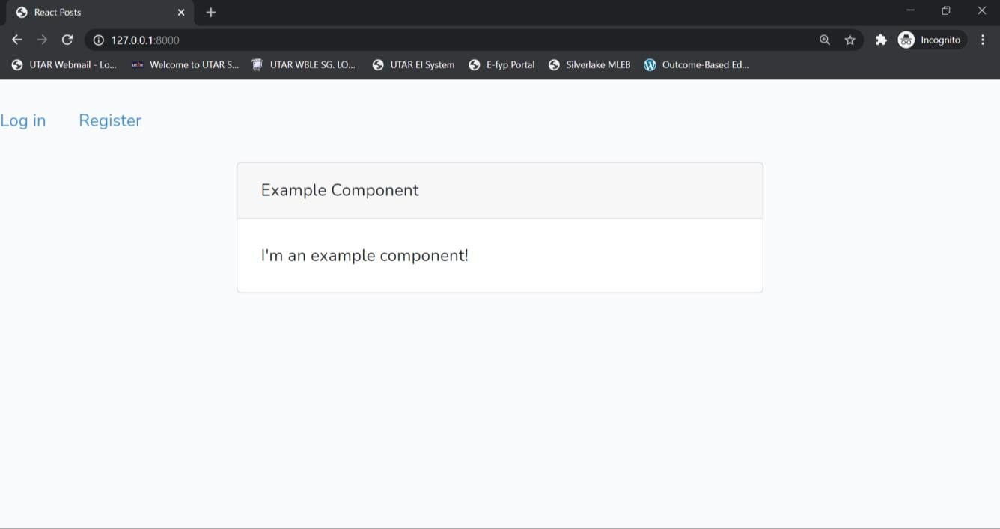 React Posts
127.0.0.1:8000
Incognito
UTAR Webmail - Lo... Welcome to UTAR S... UTAR WBLE SG. LO... UTAR EI System E-fyp Portal Silverlake MLEB Outcome-Based Ed...
Log in Register
Example Component
I'm an example component!